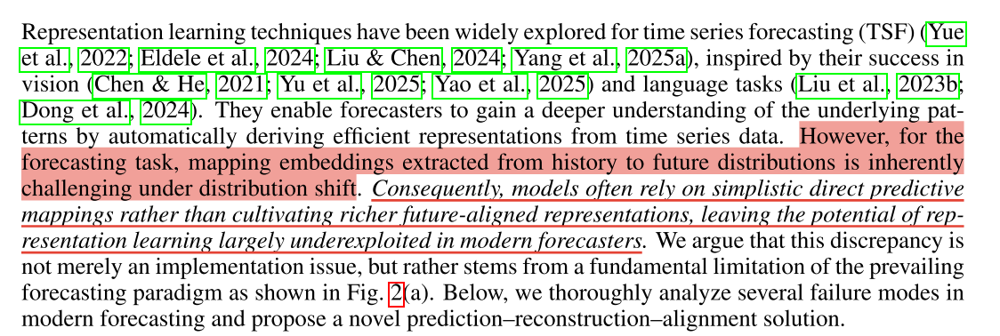 Representation learning techniques have been widely explored for time series forecasting (TSF) (Yue
et al., 2022; Eldele et al., 2024; Liu & Chen, 2024; Yang et al., 2025a), inspired by their success in
vision (Chen & He, 2021; Yu et al., 2025; Yao et al., 2025) and language tasks (Liu et al., 2023b;
Dong et al., 2024). They enable forecasters to gain a deeper understanding of the underlying pat-
terns by automatically deriving efficient representations from time series data. However, for the
forecasting task, mapping embeddings extracted from history to future distributions is inherently
challenging under distribution shift. Consequently, models often rely on simplistic direct predictive
mappings rather than cultivating richer future-aligned representations, leaving the potential of rep-
resentation learning largely underexploited in modern forecasters. We argue that this discrepancy is
not merely an implementation issue, but rather stems from a fundamental limitation of the prevailing
forecasting paradigm as shown in Fig. 2(a). Below, we thoroughly analyze several failure modes in
modern forecasting and propose a novel prediction–reconstruction–alignment solution.